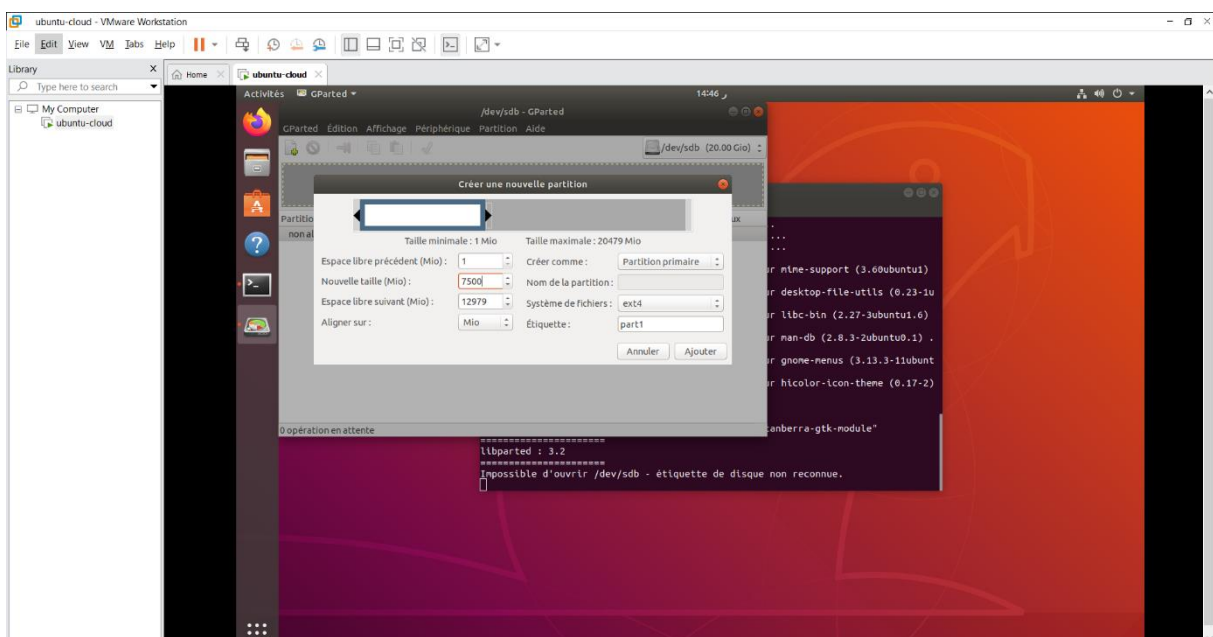 ubuntu-cloud - VMware Workstation
File Edit View VM Tabs Help
Library
Home
ubuntu-cloud
Type here to search
My Computer
ubuntu-cloud
Activités GParted 14:46 ر
/dev/sdb - GParted
GParted Édition Affichage Périphérique Partition Aide
/dev/sdb (20.00 Gio)
Créer une nouvelle partition
Partitio
ux
non al
Taille minimale : 1 Mio Taille maximale : 20479 Mio
Espace libre précédent (Mio) : 1
Créer comme : Partition primaire
Nouvelle taille (Mio) : 7500
Nom de la partition :
Espace libre suivant (Mio) : 12979
Système de fichiers : ext4
Aligner sur : Mio
Étiquette : part1
Annuler Ajouter
0 opération en attente
.
...
...
ur mime-support (3.60ubuntu1)
ur desktop-file-utils (0.23-1u
ur libc-bin (2.27-3ubuntu1.6)
ur man-db (2.8.3-2ubuntu0.1) .
ur gnome-menus (3.13.3-11ubunt
ur hicolor-icon-theme (0.17-2)
canberra-gtk-module"
======================
libparted : 3.2
======================
Impossible d'ouvrir /dev/sdb - étiquette de disque non reconnue.